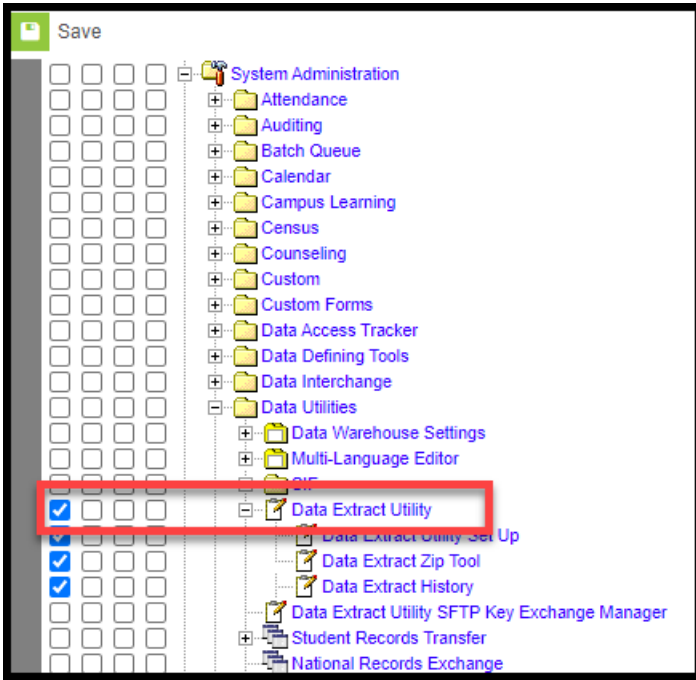 Save
System Administration
Attendance
Auditing
Batch Queue
Calendar
Campus Learning
Census
Counseling
Custom
Custom Forms
Data Access Tracker
Data Defining Tools
Data Interchange
Data Utilities
Data Warehouse Settings
Multi-Language Editor
SIF
Data Extract Utility
Data Extract Utility Set Up
Data Extract Zip Tool
Data Extract History
Data Extract Utility SFTP Key Exchange Manager
Student Records Transfer
National Records Exchange